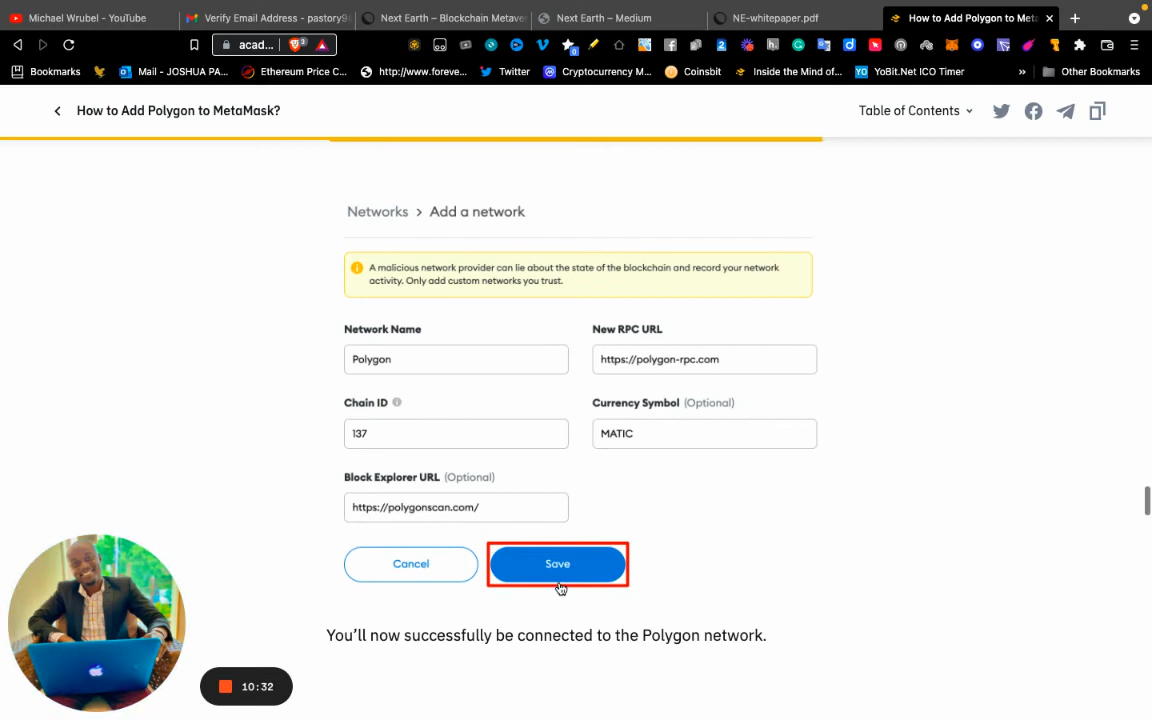 Michael Wrubel - YouTube
Verify Email Address - pastory9
Next Earth – Blockchain Metave
Next Earth – Medium
NE-whitepaper.pdf
How to Add Polygon to Meta
acad...
Bookmarks
Mail - JOSHUA PA...
Ethereum Price C...
http://www.foreve...
Twitter
Cryptocurrency M...
Coinsbit
Inside the Mind of...
YoBit.Net ICO Timer
Other Bookmarks
How to Add Polygon to MetaMask?
Table of Contents
Networks > Add a network
A malicious network provider can lie about the state of the blockchain and record your network
activity. Only add custom networks you trust.
Network Name
New RPC URL
Polygon
https://polygon-rpc.com
Chain ID
Currency Symbol (Optional)
137
MATIC
Block Explorer URL (Optional)
https://polygonscan.com/
Cancel
Save
You'll now successfully be connected to the Polygon network.
10:32